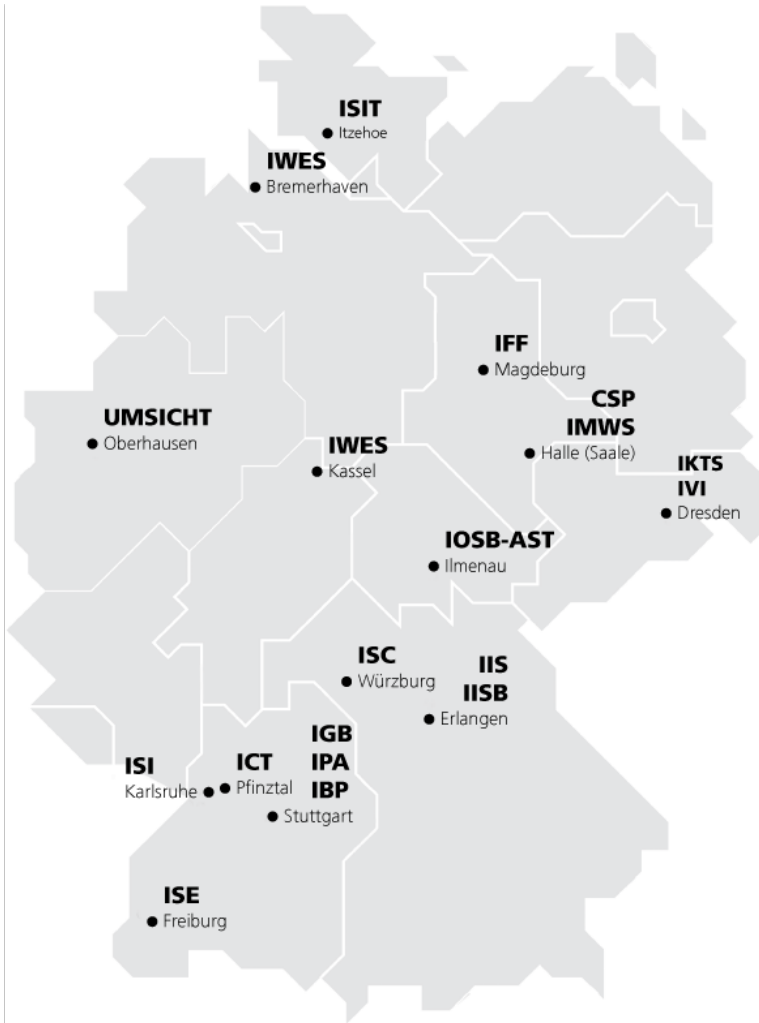 ISIT
Itzehoe
IWES
Bremerhaven
IFF
Magdeburg
CSP
IMWS
Halle (Saale)
UMSICHT
Oberhausen
IWES
Kassel
IKTS
IVI
Dresden
IOSB-AST
Ilmenau
ISC
Würzburg
IIS
IISB
Erlangen
IGB
IPA
IBP
Stuttgart
ISI
Karlsruhe
ICT
Pfinztal
ISE
Freiburg